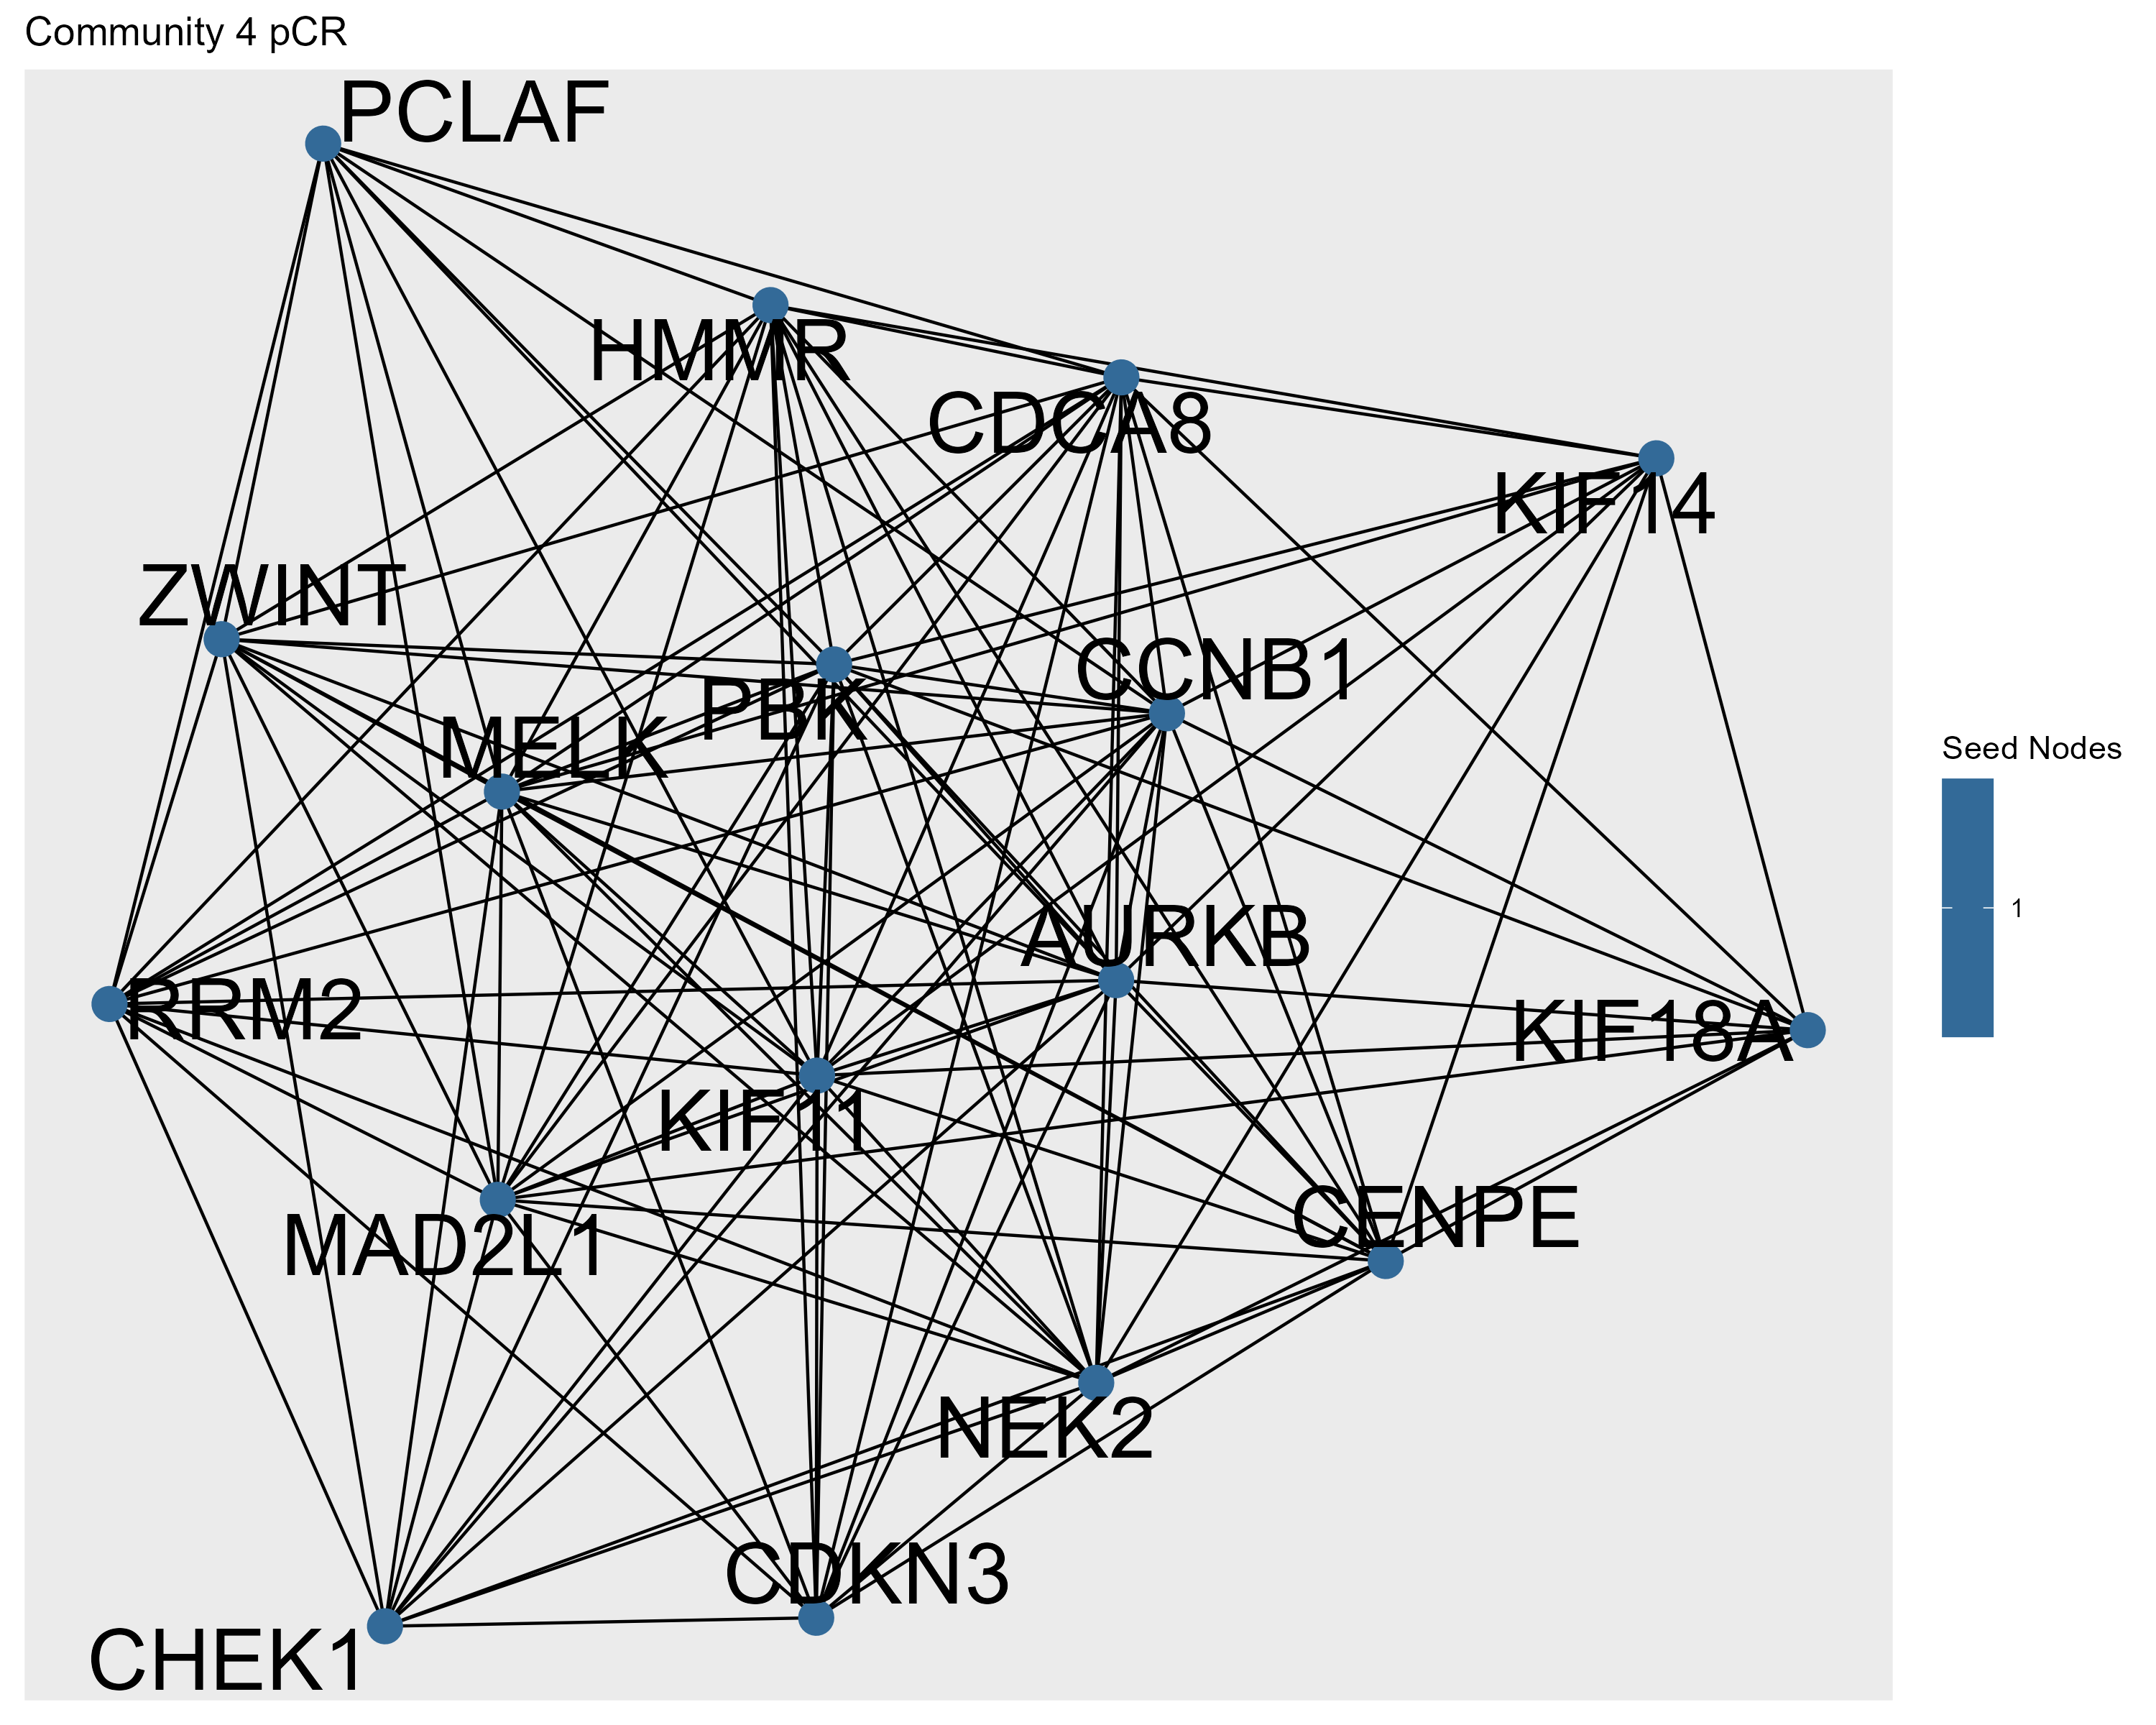 Community 4 pCR
PCLAF
HMMR
CDCA8
KIF14
ZWINT
CCNB1
PBK
MELK
Seed Nodes
1
AURKB
RRM2
KIF18A
KIF11
CENPE
MAD2L1
NEK2
CDKN3
CHEK1